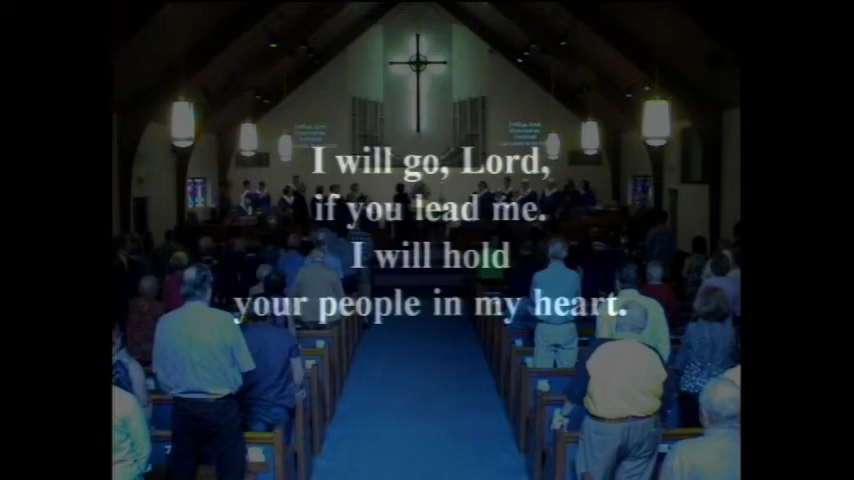 I will go, Lord,
if you lead me.
I will hold
your people in my heart.